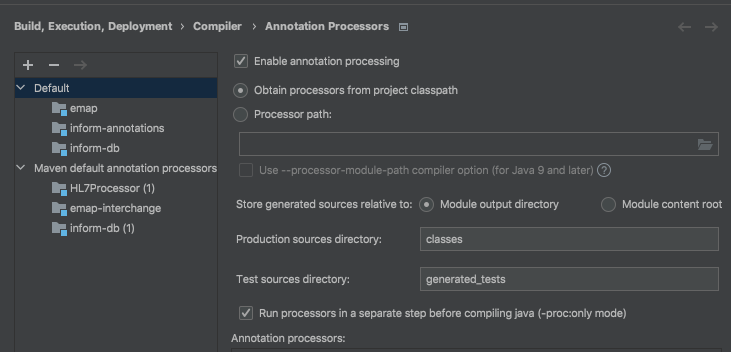 Build, Execution, Deployment › Compiler › Annotation Processors
Default
emap
inform-annotations
inform-db
Maven default annotation processors
HL7Processor (1)
emap-interchange
inform-db (1)
Enable annotation processing
Obtain processors from project classpath
Processor path:
Use --processor-module-path compiler option (for Java 9 and later) ?
Store generated sources relative to: Module output directory Module content root
Production sources directory: classes
Test sources directory: generated_tests
Run processors in a separate step before compiling java (-proc:only mode)
Annotation processors: